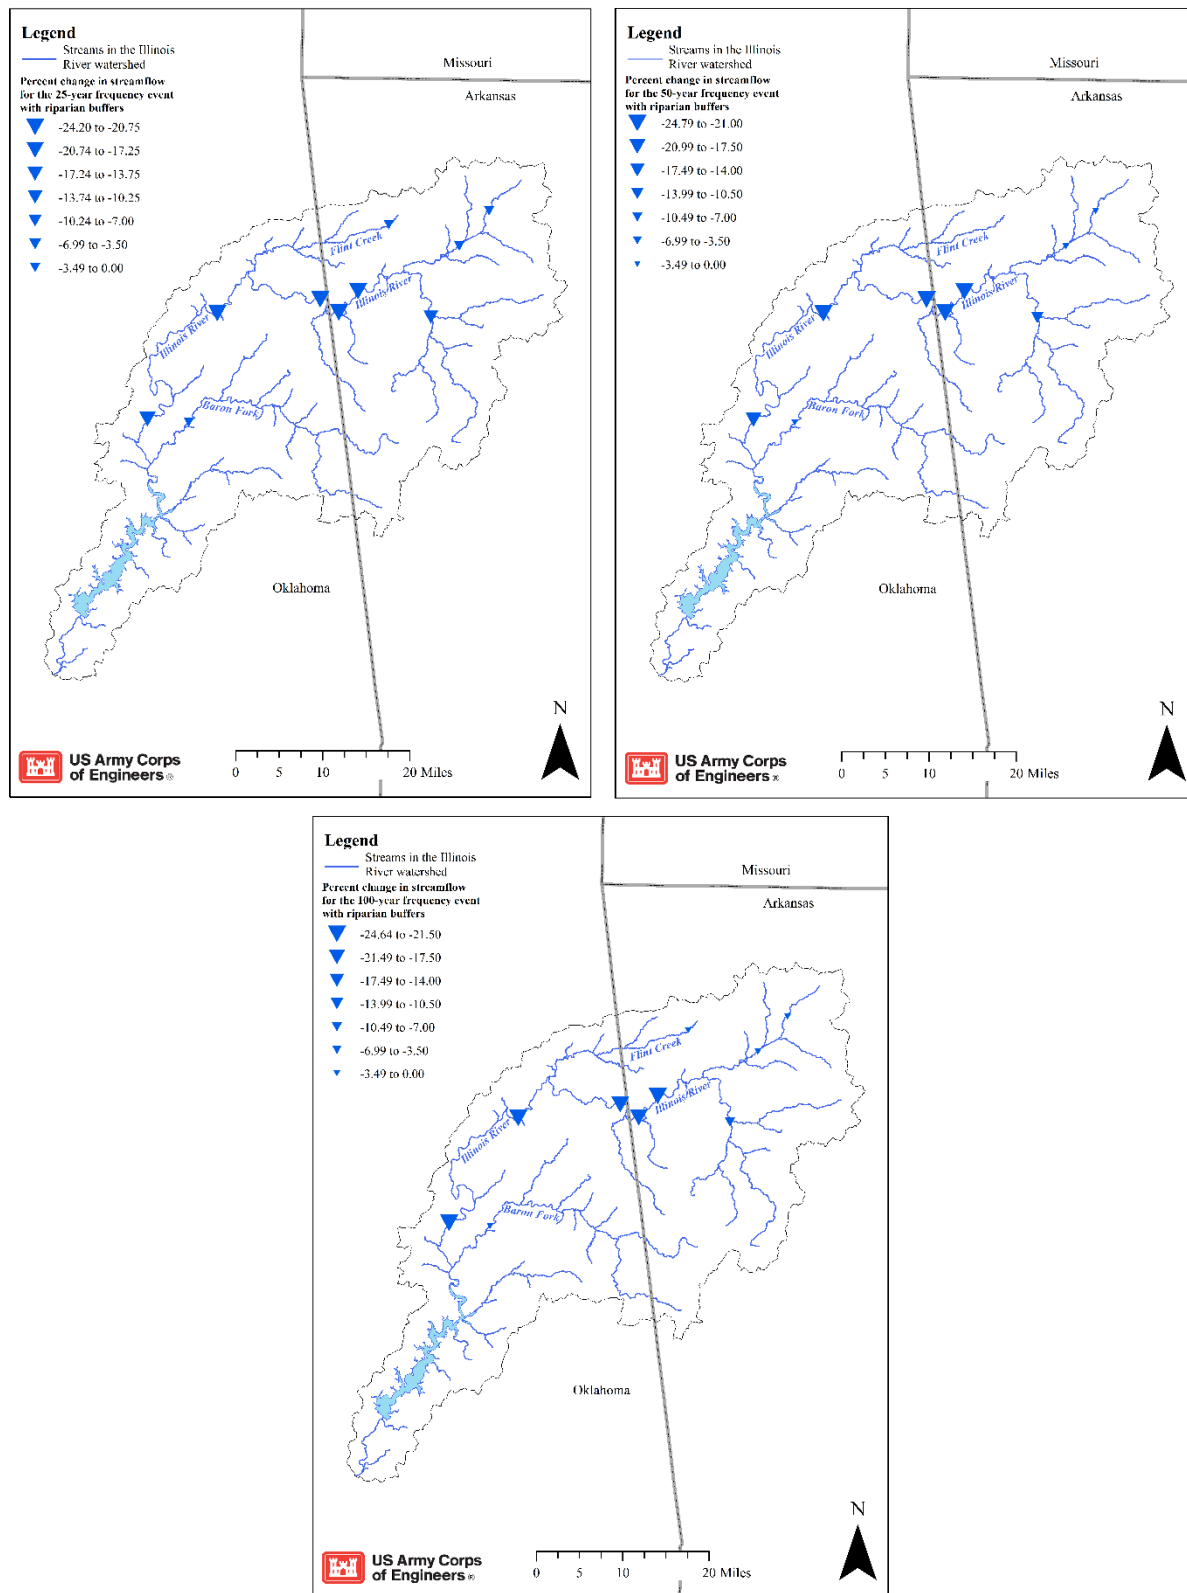 Legend
Streams in the Illinois
River watershed
Percent change in streamflow
for the 25-year frequency event
with riparian buffers
-24.20 to -20.75
-20.74 to -17.25
-17.24 to -13.75
-13.74 to -10.25
-10.24 to -7.00
-6.99 to -3.50
-3.49 to 0.00
Missouri
Arkansas
Flint Creek
Illinois River
Illinois River
Baron Fork
Oklahoma
N
US Army Corps
of Engineers®
0 5 10 20 Miles
Legend
Streams in the Illinois
River watershed
Percent change in streamflow
for the 50-year frequency event
with riparian buffers
-24.79 to -21.00
-20.99 to -17.50
-17.49 to -14.00
-13.99 to -10.50
-10.49 to -7.00
-6.99 to -3.50
-3.49 to 0.00
Missouri
Arkansas
Flint Creek
Illinois River
Illinois River
Baron Fork
Oklahoma
N
US Army Corps
of Engineers®
0 5 10 20 Miles
Legend
Streams in the Illinois
River watershed
Percent change in streamflow
for the 100-year frequency event
with riparian buffers
-24.64 to -21.50
-21.49 to -17.50
-17.49 to -14.00
-13.99 to -10.50
-10.49 to -7.00
-6.99 to -3.50
-3.49 to 0.00
Missouri
Arkansas
Flint Creek
Illinois River
Illinois River
Baron Fork
Oklahoma
N
US Army Corps
of Engineers®
0 5 10 20 Miles